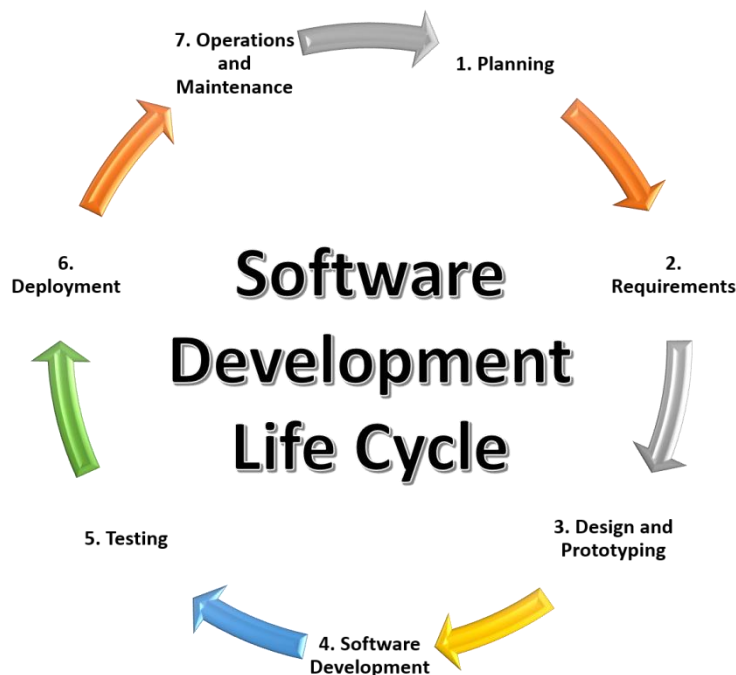 7. Operations
and
Maintenance
1. Planning
2.
Requirements
3. Design and
Prototyping
4. Software
Development
5. Testing
6.
Deployment
Software
Development
Life Cycle